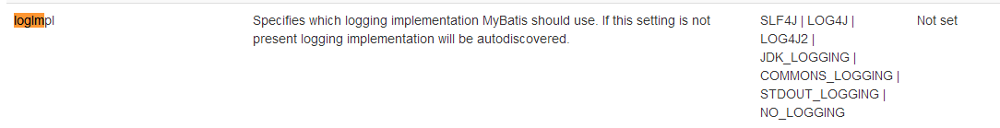 logImpl
Specifies which logging implementation MyBatis should use. If this setting is not
present logging implementation will be autodiscovered.
SLF4J | LOG4J |
LOG4J2 |
JDK_LOGGING |
COMMONS_LOGGING |
STDOUT_LOGGING |
NO_LOGGING
Not set